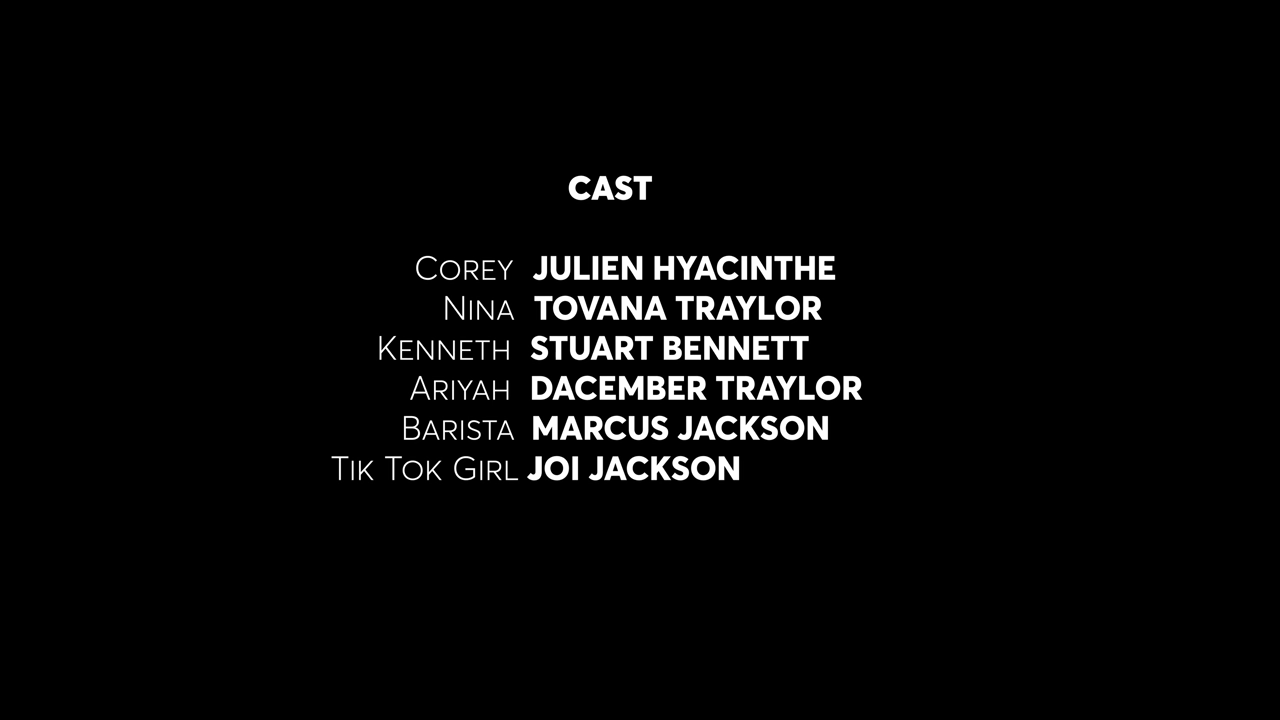 CAST
Corey JULIEN HYACINTHE
Nina TOVANA TRAYLOR
Kenneth STUART BENNETT
Ariyah DACEMBER TRAYLOR
Barista MARCUS JACKSON
Tik Tok Girl JOI JACKSON